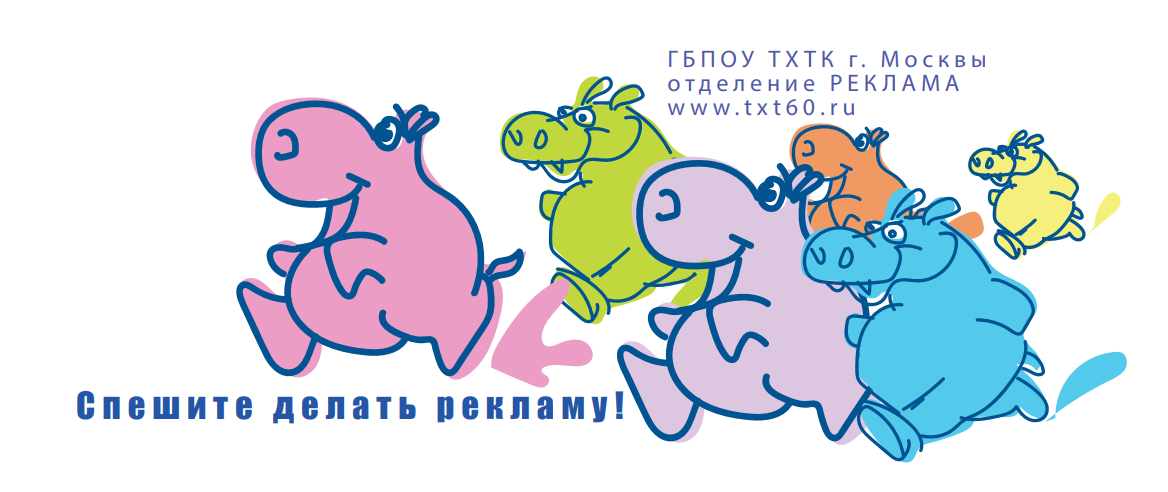 ГБПОУ ТХТК г. Москвы
отделение РЕКЛАМА
www.txt60.ru
Спешите делать рекламу!